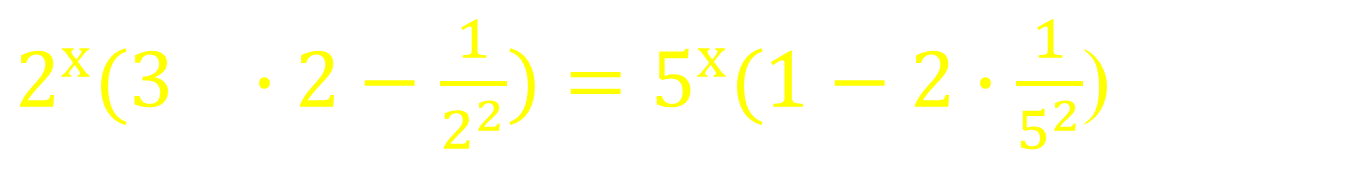 2ˣ(3 · 2 − 1/2²) = 5ˣ(1 − 2 · 1/5²)